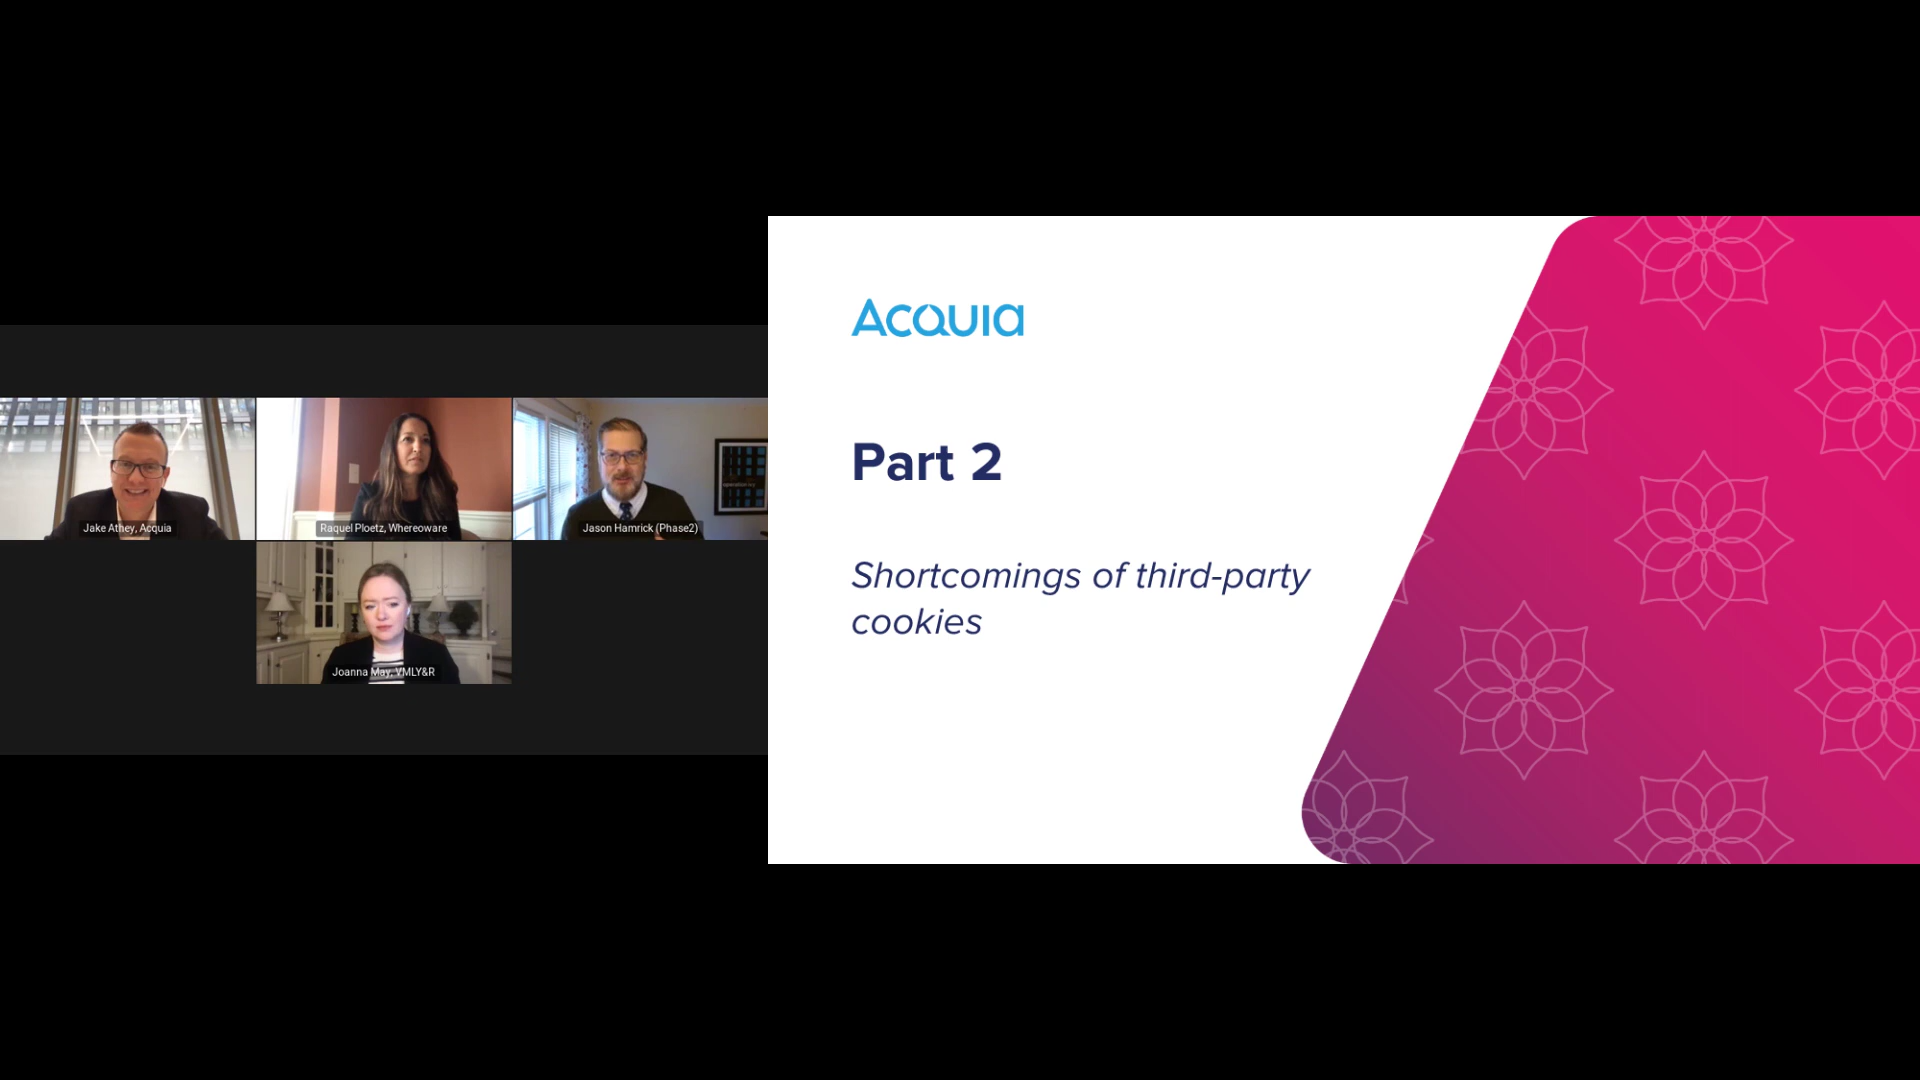 Jake Athey, Acquia
Raquel Ploetz, Whereoware
Jason Hamrick (Phase2)
Joanna May, VMLY&R
Acquia
Part 2
Shortcomings of third-party
cookies